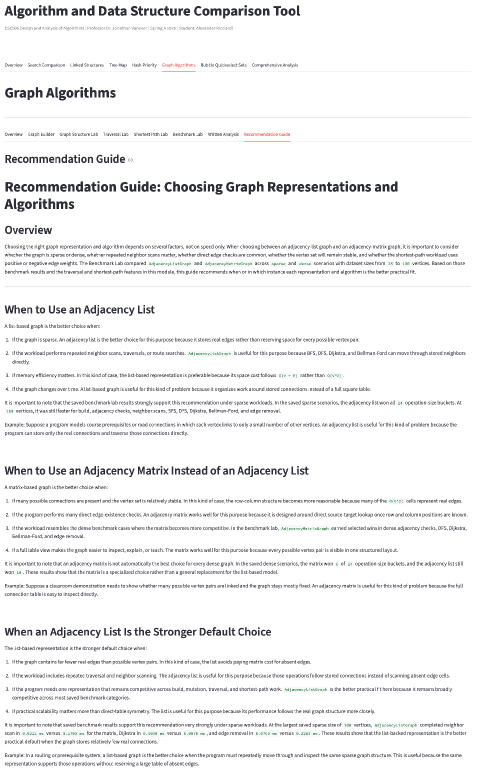 Algorithm and Data Structure Comparison Tool
Design and Analysis of Algorithms | Professor Dr. Jonathan
Overview Search Comparison Linked Structures Tree Map Hash Priority Graph Algorithms Bubble Quicksellect Sets Comprehensive Analysis
Graph Algorithms
Overview Graph Builder Graph Structure Lab Traversal Lab Shortest Path Lab Benchmark Lab Written Analysis Recommendation Guide
Recommendation Guide
Recommendation Guide: Choosing Graph Representations and
Algorithms
Overview
Choosing the right graph representation and algorithm depends on several factors, not on speed only. When choosing between an adjacency-list graph and an adjacency-matrix graph, it is important to consider
whether the graph is sparse or dense, whether repeated neighbor scans matter, whether direct edge checks are common, whether the vertex set will remain stable, and whether the shortest-path workload uses
positive or negative edge weights. The Benchmark Lab compared AdjacencyListGraph and AdjacencyMatrixGraph across sparse and dense scenarios with dataset sizes from to vertices. Based on those
benchmark results and the traversal and shortest-path features in this module, this guide recommends when or in which instance each representation and algorithm is the better practical fit.
When to Use an Adjacency List
A list-based graph is the better choice when:
1. If the graph is sparse. An adjacency list is the better choice for this purpose because it stores real edges rather than reserving space for every possible vertex pair.
2. If the workload performs repeated neighbor scans, traversals, or route searches. AdjacencyListGraph is useful for this purpose because BFS, DFS, Dijkstra, and Bellman-Ford can move through stored neighbors
directly.
3. If memory efficiency matters. In this kind of case, the list-based representation is preferable because its space cost follows O(V + E) rather than O(V^2).
4. If the graph changes over time. A list-based graph is useful for this kind of problem because it organizes work around stored connections instead of a full square table.
It is important to note that the saved benchmark lab results strongly support this recommendation under sparse workloads. In the saved sparse scenarios, the adjacency list won all operation-size buckets. At
vertices, it was still faster for build, adjacency checks, neighbor scans, BFS, DFS, Dijkstra, Bellman-Ford, and edge removal.
Example: Suppose a program models course prerequisites or road connections in which each vertex links to only a small number of other vertices. An adjacency list is useful for this kind of problem because the
program can store only the real connections and traverse those connections directly.
When to Use an Adjacency Matrix Instead of an Adjacency List
A matrix-based graph is the better choice when:
1. If many possible connections are present and the vertex set is relatively stable. In this kind of case, the row-column structure becomes more reasonable because many of the O(V^2) cells represent real edges.
2. If the program performs many direct edge-existence checks. An adjacency matrix works well for this purpose because it is designed around direct source-target lookup once row and column positions are known.
3. If the workload resembles the dense benchmark cases where the matrix becomes more competitive. In the benchmark lab, AdjacencyMatrixGraph earned selected wins in dense adjacency checks, DFS, Dijkstra,
Bellman-Ford, and edge removal.
4. If a full table view makes the graph easier to inspect, explain, or teach. The matrix works well for this purpose because every possible vertex pair is visible in one structured layout.
It is important to note that an adjacency matrix is not automatically the best choice for every dense graph. In the saved dense scenarios, the matrix won of operation-size buckets, and the adjacency list still
won . These results show that the matrix is a specialized choice rather than a general replacement for the list-based model.
Example: Suppose a classroom demonstration needs to show whether many possible vertex pairs are linked and the graph stays mostly fixed. An adjacency matrix is useful for this kind of problem because the full
connection table is easy to inspect directly.
When an Adjacency List Is the Stronger Default Choice
The list-based representation is the stronger default choice when:
1. If the graph contains far fewer real edges than possible vertex pairs. In this kind of case, the list avoids paying matrix cost for absent edges.
2. If the workload includes repeated traversal and neighbor scanning. The adjacency list is useful for this purpose because those operations follow stored connections instead of scanning absent-edge cells.
3. If the program needs one representation that remains competitive across build, mutation, traversal, and shortest-path work. AdjacencyListGraph is the better practical fit here because it remains broadly
competitive across most saved benchmark categories.
4. If practical scalability matters more than direct-table symmetry. The list is useful for this purpose because its performance follows the real graph structure more closely.
It is important to note that saved benchmark results support this recommendation very strongly under sparse workloads. At the largest saved sparse size of vertices, AdjacencyListGraph completed neighbor
scan in versus for the matrix, Dijkstra in versus , and edge removal in versus . These results show that the list-based representation is the better
practical default when the graph stores relatively few real connections.
Example: In a routing or prerequisite system, a list-based graph is the better choice when the program must repeatedly move through and inspect the same sparse graph structure. This is useful because the same
representation supports those operations without reserving a large table of absent edges.